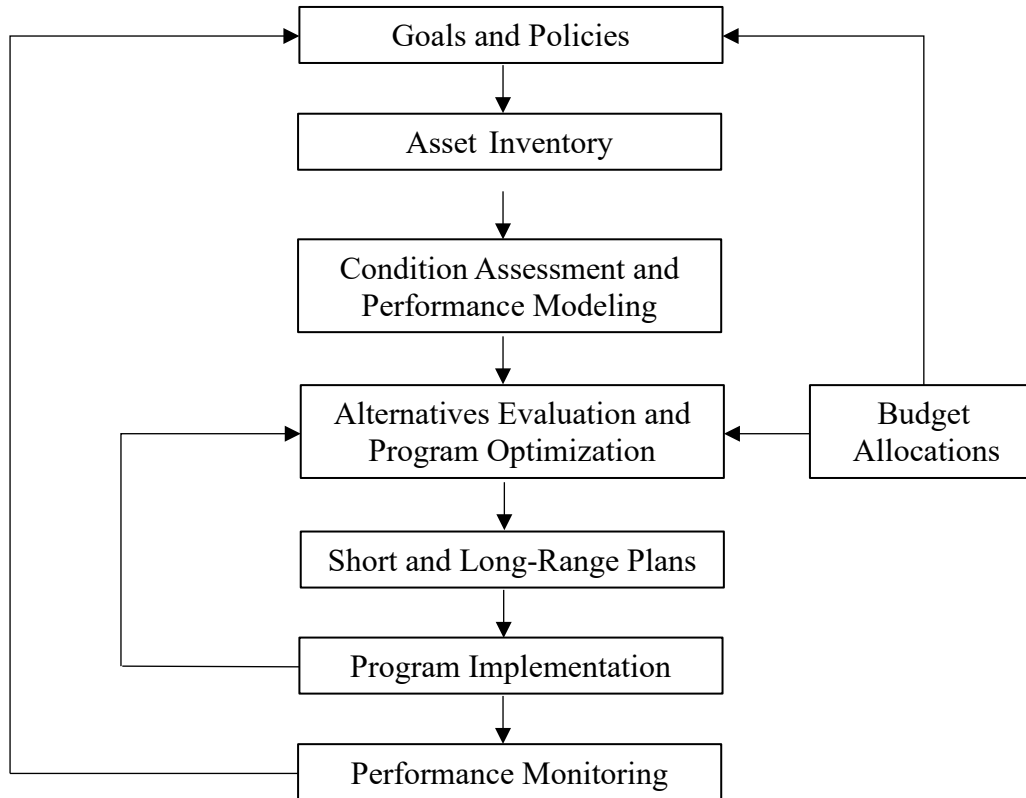 Goals and Policies
Asset Inventory
Condition Assessment and
Performance Modeling
Alternatives Evaluation and
Program Optimization
Budget
Allocations
Short and Long-Range Plans
Program Implementation
Performance Monitoring